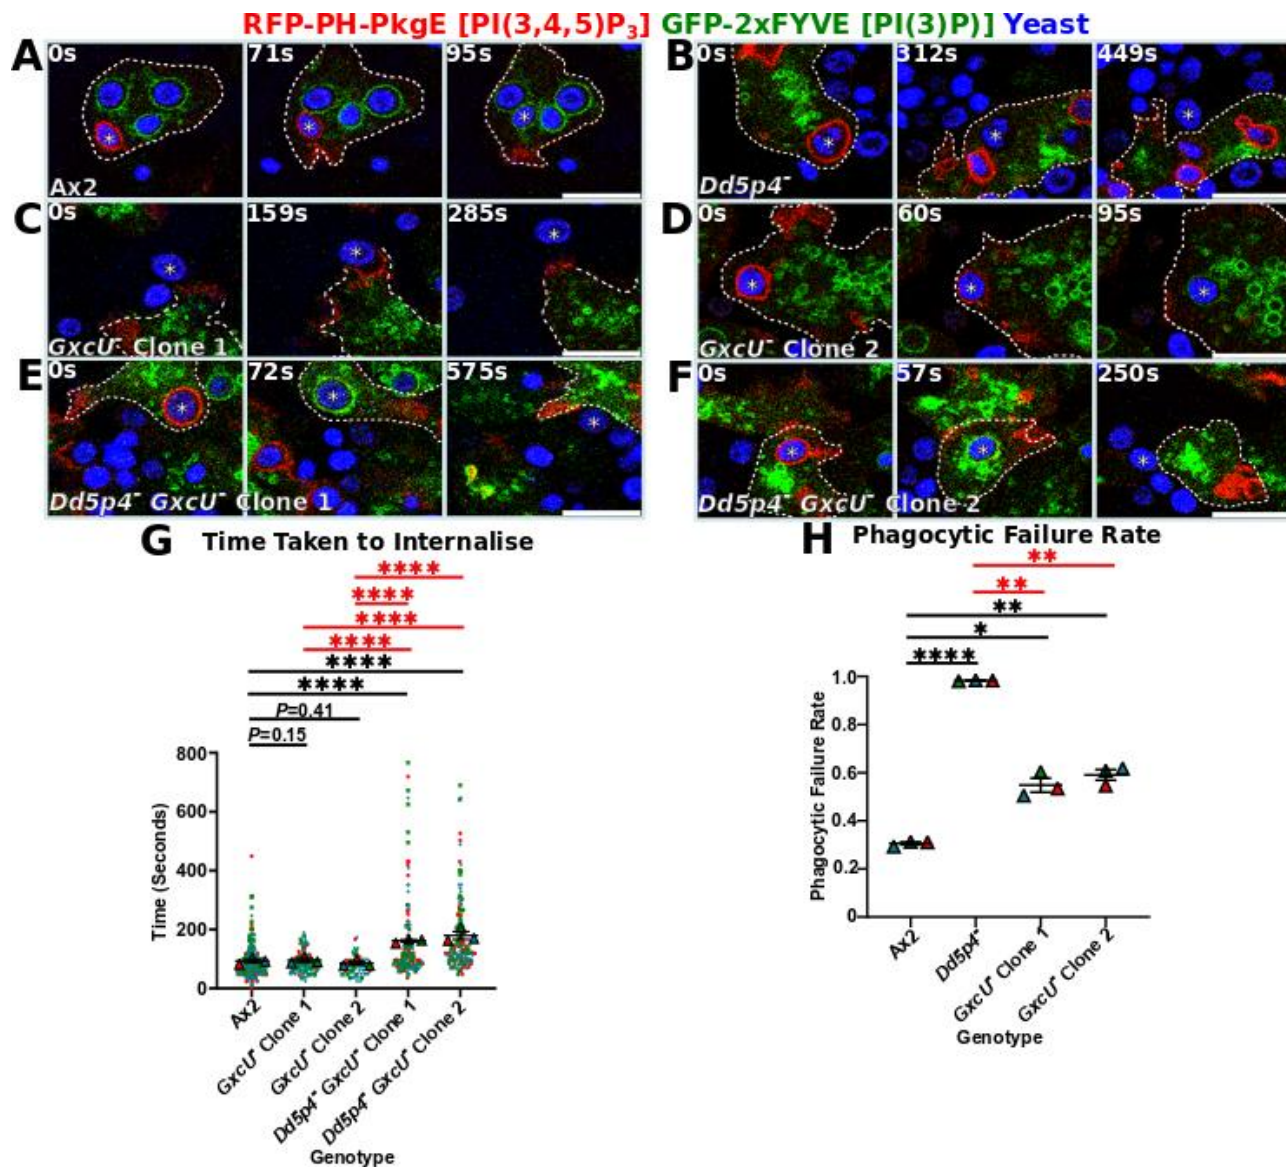 RFP-PH-PkgE [PI(3,4,5)P₃] GFP-2xFYVE [PI(3)P)] Yeast
A 0s 71s 95s
Ax2
B 0s 312s 449s
Dd5p4⁻
C 0s 159s 285s
GxcU⁻ Clone 1
D 0s 60s 95s
GxcU⁻ Clone 2
E 0s 72s 575s
Dd5p4⁻ GxcU⁻ Clone 1
F 0s 57s 250s
Dd5p4⁻ GxcU⁻ Clone 2
G Time Taken to Internalise
****
****
****
****
****
****
P=0.41
P=0.15
800
600
400
200
0
Time (Seconds)
Ax2
GxcU⁻ Clone 1
GxcU⁻ Clone 2
Dd5p4⁻ GxcU⁻ Clone 1
Dd5p4⁻ GxcU⁻ Clone 2
Genotype
H Phagocytic Failure Rate
**
**
**
*
****
1.0
0.8
0.6
0.4
0.2
0
Phagocytic Failure Rate
Ax2
Dd5p4⁻
GxcU⁻ Clone 1
GxcU⁻ Clone 2
Genotype